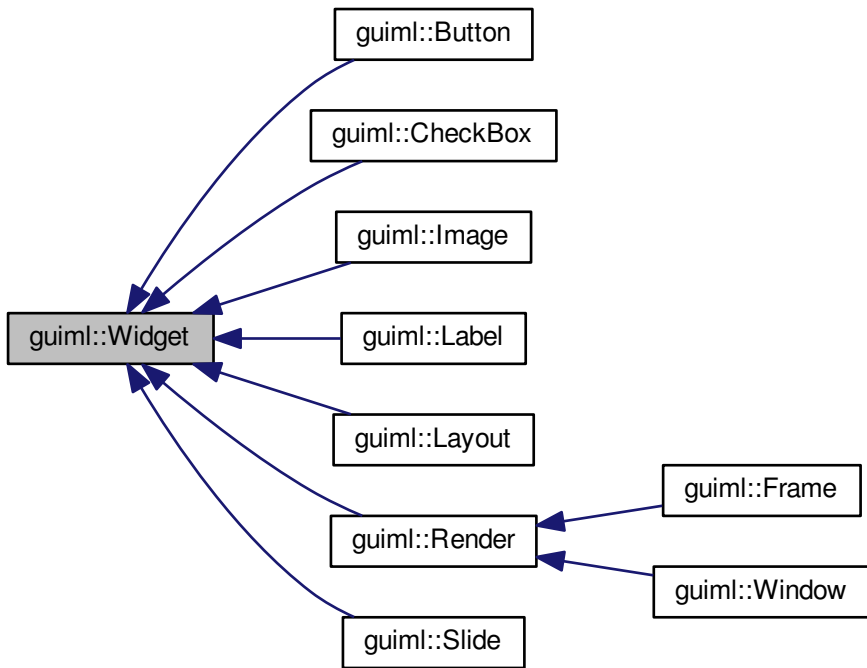 guiml::Button
guiml::CheckBox
guiml::Image
guiml::Widget
guiml::Label
guiml::Layout
guiml::Frame
guiml::Render
guiml::Window
guiml::Slide